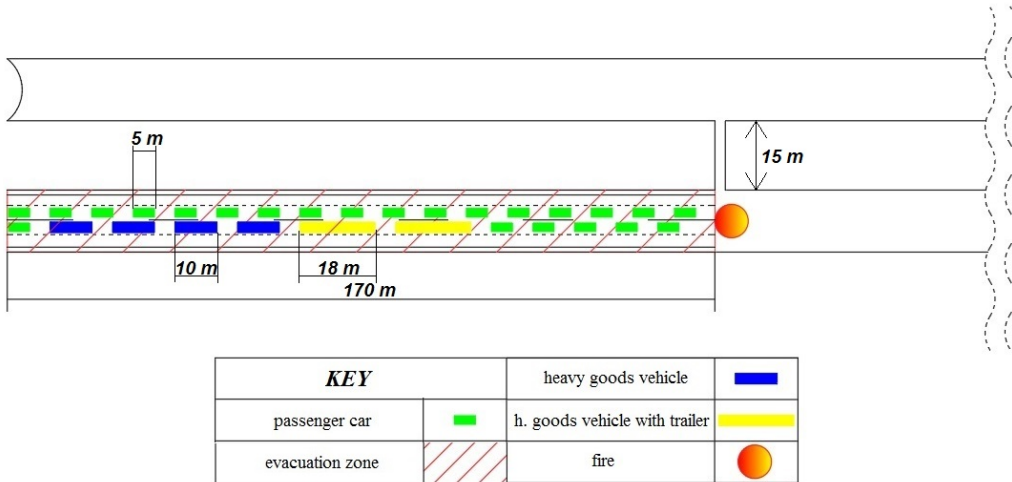 5 m
15 m
10 m
18 m
170 m
KEY
heavy goods vehicle
passenger car
h. goods vehicle with trailer
evacuation zone
fire